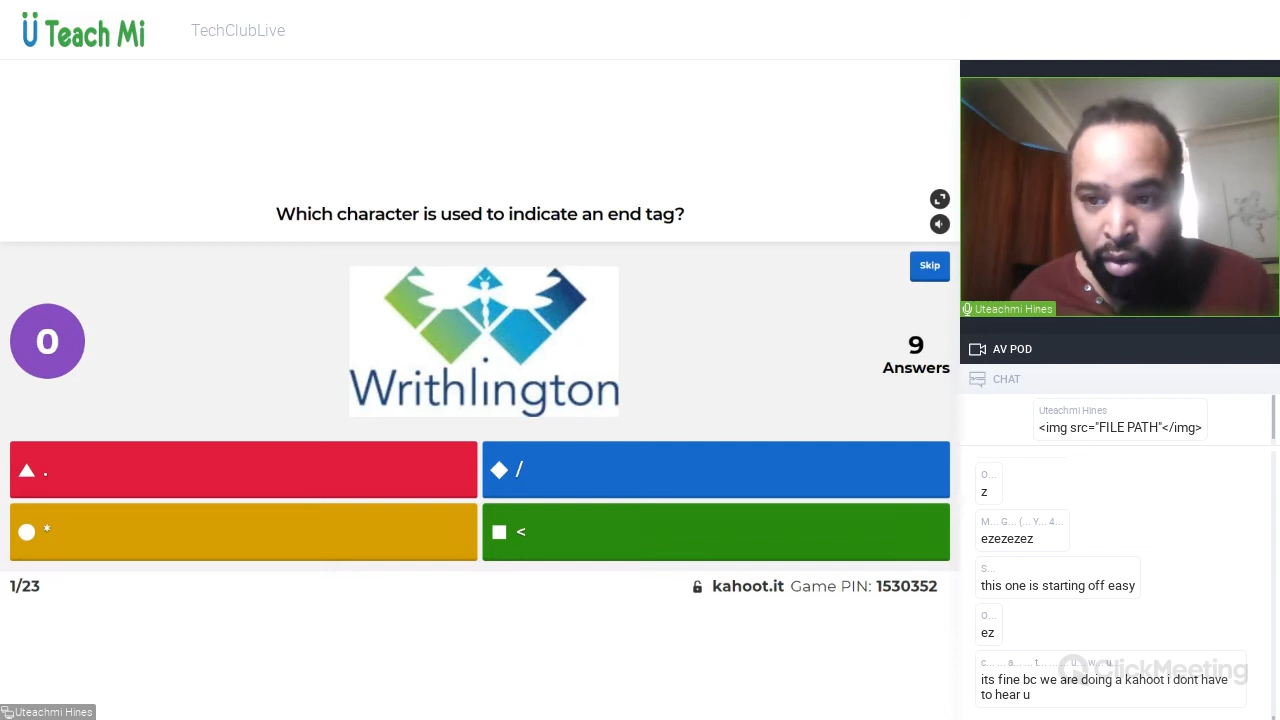 Ü Teach Mi
TechClubLive
Which character is used to indicate an end tag?
Skip
0
Writhlington
9
Answers
.
/
*
<
1/23
kahoot.it Game PIN: 1530352
Uteachmi Hines
Uteachmi Hines
AV POD
CHAT
Uteachmi Hines
<img src="FILE PATH"</img>
o...
z
M... G... (... Y... 4...
ezezezez
s...
this one is starting off easy
o...
ez
ClickMeeting
its fine bc we are doing a kahoot i dont have
to hear u